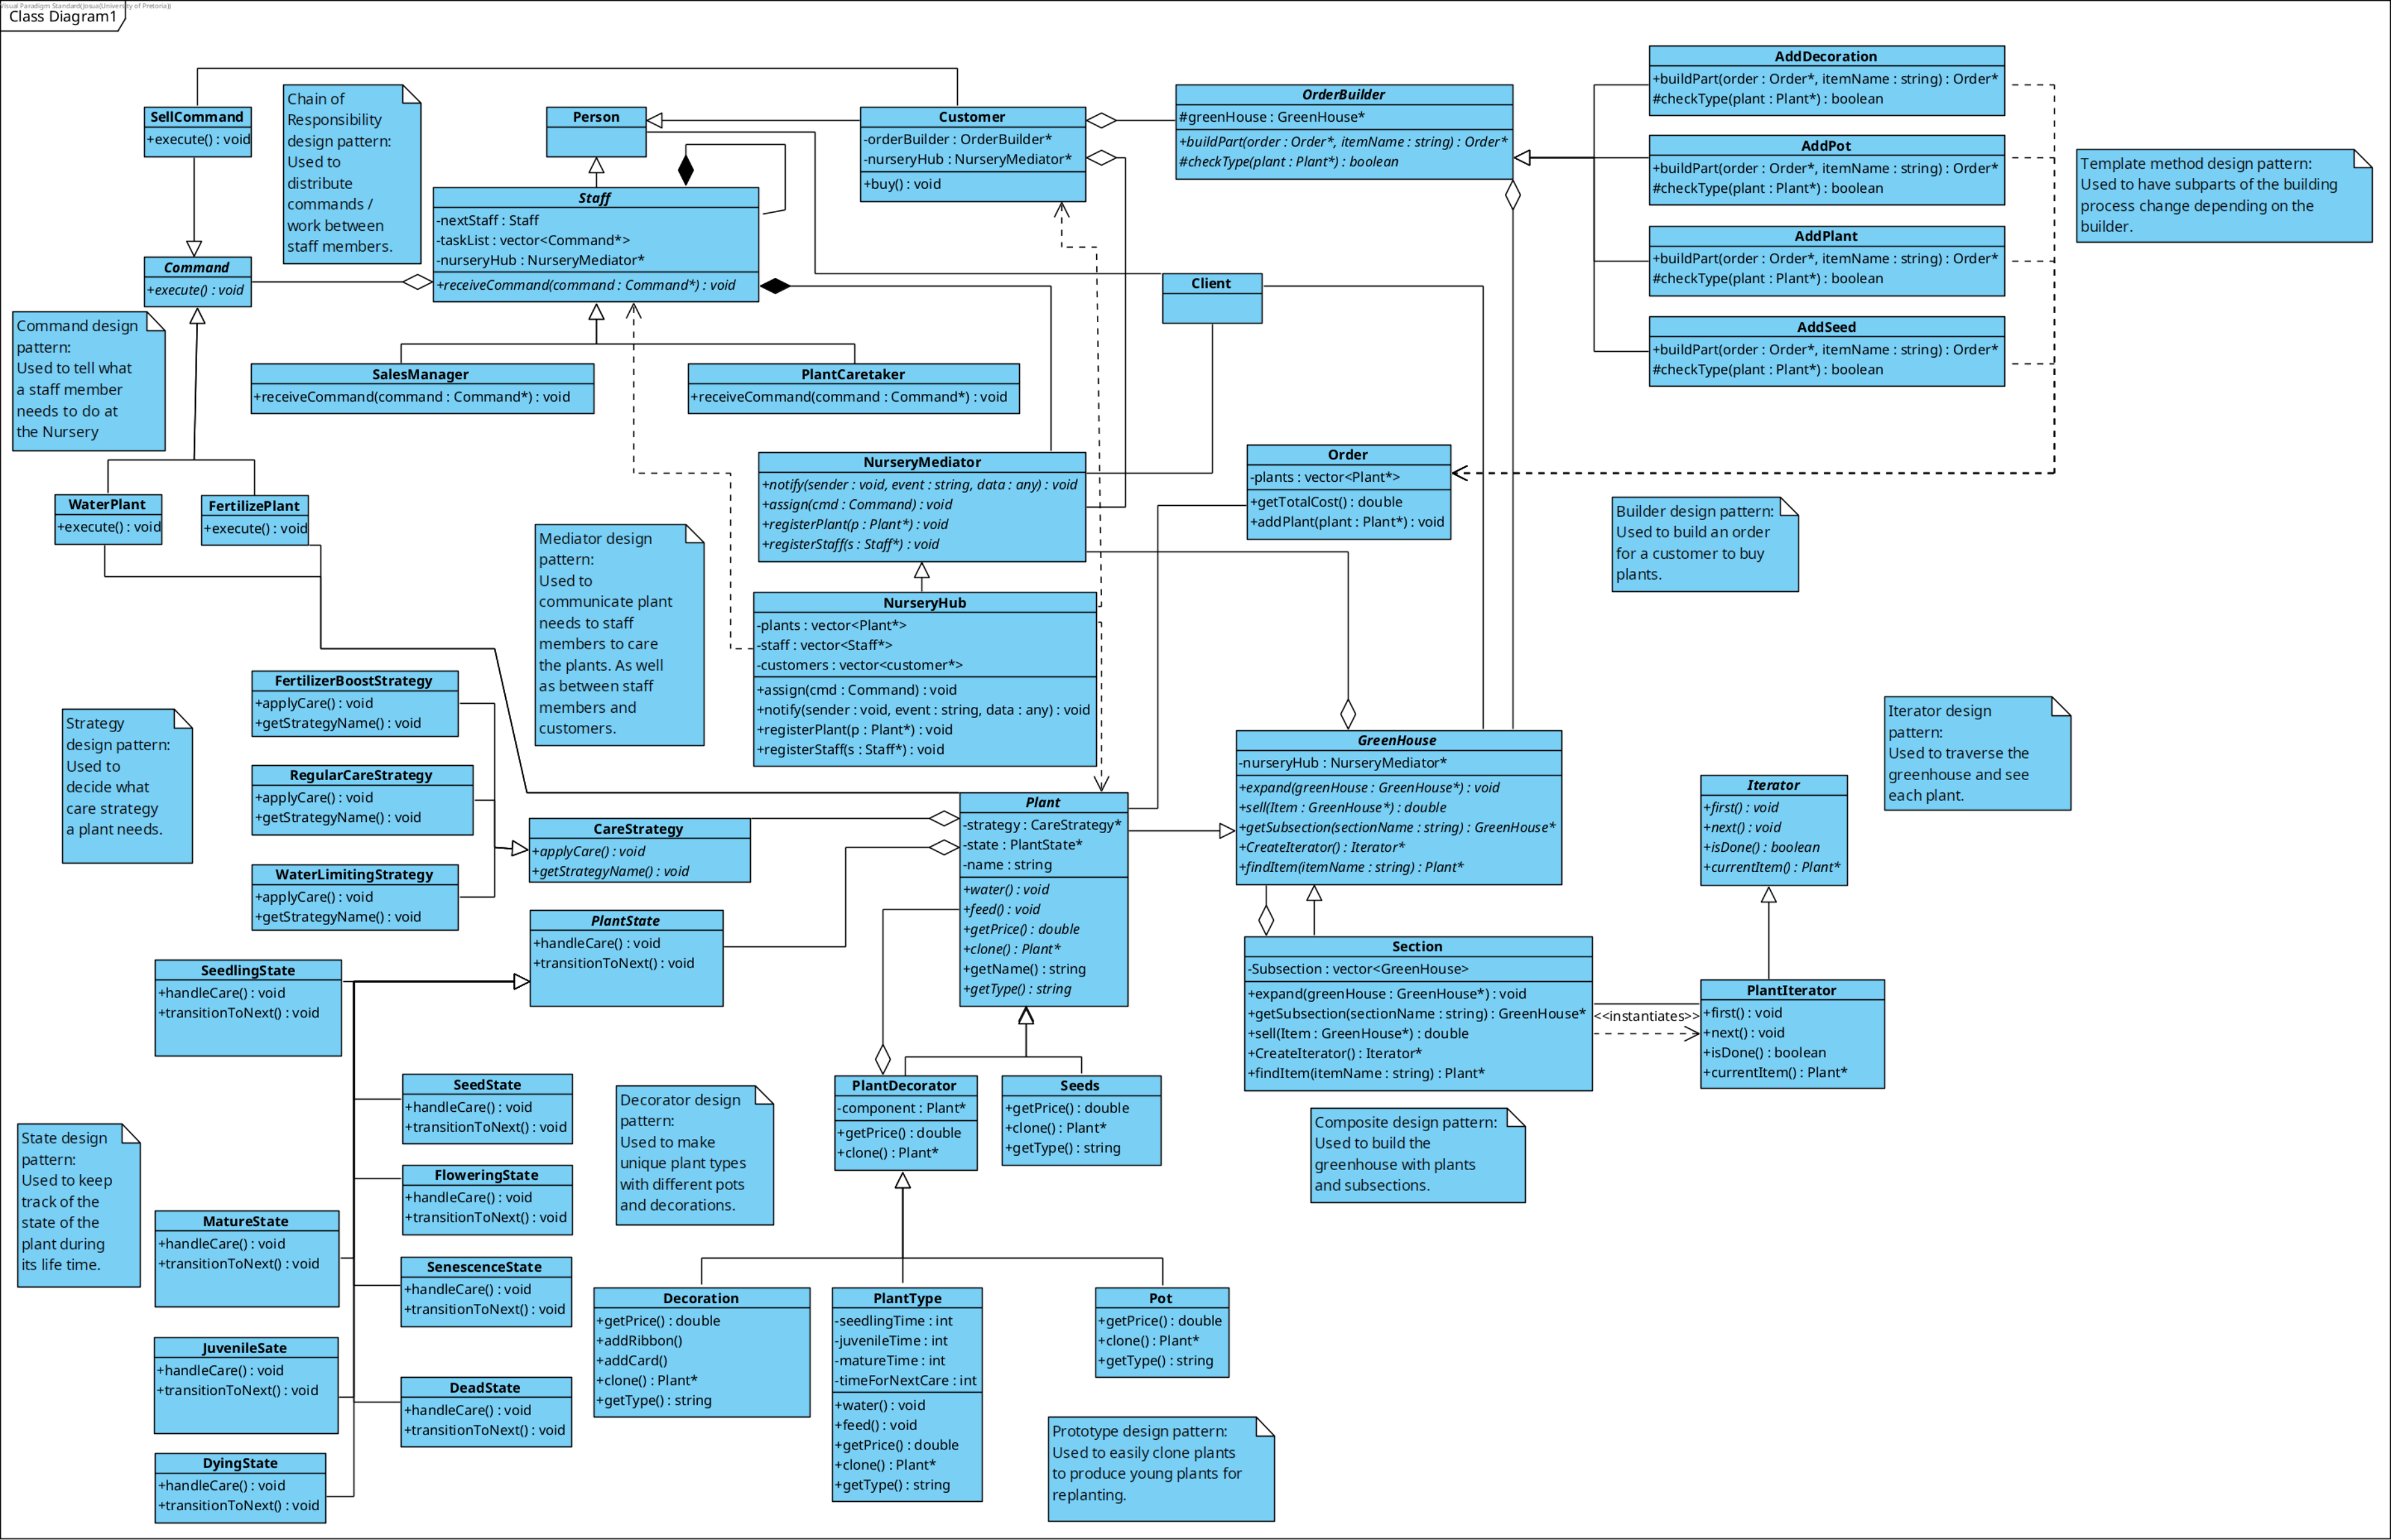 Visual Paradigm Standard(Josua(University of Pretoria))
Class Diagram1
SellCommand
+execute() : void
Chain of
Responsibility
design pattern:
Used to
distribute
commands /
work between
staff members.
Person
Customer
-orderBuilder : OrderBuilder*
-nurseryHub : NurseryMediator*
+buy() : void
OrderBuilder
#greenHouse : GreenHouse*
+buildPart(order : Order*, itemName : string) : Order*
#checkType(plant : Plant*) : boolean
AddDecoration
+buildPart(order : Order*, itemName : string) : Order*
#checkType(plant : Plant*) : boolean
AddPot
+buildPart(order : Order*, itemName : string) : Order*
#checkType(plant : Plant*) : boolean
AddPlant
+buildPart(order : Order*, itemName : string) : Order*
#checkType(plant : Plant*) : boolean
AddSeed
+buildPart(order : Order*, itemName : string) : Order*
#checkType(plant : Plant*) : boolean
Template method design pattern:
Used to have subparts of the building
process change depending on the
builder.
Staff
-nextStaff : Staff
-taskList : vector<Command*>
-nurseryHub : NurseryMediator*
+receiveCommand(command : Command*) : void
Command
+execute() : void
Client
Command design
pattern:
Used to tell what
a staff member
needs to do at
the Nursery
SalesManager
+receiveCommand(command : Command*) : void
PlantCaretaker
+receiveCommand(command : Command*) : void
NurseryMediator
+notify(sender : void, event : string, data : any) : void
+assign(cmd : Command) : void
+registerPlant(p : Plant*) : void
+registerStaff(s : Staff*) : void
Order
-plants : vector<Plant*>
+getTotalCost() : double
+addPlant(plant : Plant*) : void
WaterPlant
+execute() : void
FertilizePlant
+execute() : void
Builder design pattern:
Used to build an order
for a customer to buy
plants.
Mediator design
pattern:
Used to
communicate plant
needs to staff
members to care
the plants. As well
as between staff
members and
customers.
NurseryHub
-plants : vector<Plant*>
-staff : vector<Staff*>
-customers : vector<customer*>
+assign(cmd : Command) : void
+notify(sender : void, event : string, data : any) : void
+registerPlant(p : Plant*) : void
+registerStaff(s : Staff*) : void
FertilizerBoostStrategy
+applyCare() : void
+getStrategyName() : void
Strategy
design pattern:
Used to
decide what
care strategy
a plant needs.
RegularCareStrategy
+applyCare() : void
+getStrategyName() : void
WaterLimitingStrategy
+applyCare() : void
+getStrategyName() : void
CareStrategy
+applyCare() : void
+getStrategyName() : void
Plant
-strategy : CareStrategy*
-state : PlantState*
-name : string
+water() : void
+feed() : void
+getPrice() : double
+clone() : Plant*
+getName() : string
+getType() : string
GreenHouse
-nurseryHub : NurseryMediator*
+expand(greenHouse : GreenHouse*) : void
+sell(Item : GreenHouse*) : double
+getSubsection(sectionName : string) : GreenHouse*
+CreateIterator() : Iterator*
+findItem(itemName : string) : Plant*
Iterator
+first() : void
+next() : void
+isDone() : boolean
+currentItem() : Plant*
Iterator design
pattern:
Used to traverse the
greenhouse and see
each plant.
PlantState
+handleCare() : void
+transitionToNext() : void
Section
-Subsection : vector<GreenHouse>
+expand(greenHouse : GreenHouse*) : void
+getSubsection(sectionName : string) : GreenHouse*
+sell(Item : GreenHouse*) : double
+CreateIterator() : Iterator*
+findItem(itemName : string) : Plant*
<<instantiates>>
PlantIterator
+first() : void
+next() : void
+isDone() : boolean
+currentItem() : Plant*
SeedlingState
+handleCare() : void
+transitionToNext() : void
SeedState
+handleCare() : void
+transitionToNext() : void
Decorator design
pattern:
Used to make
unique plant types
with different pots
and decorations.
PlantDecorator
-component : Plant*
+getPrice() : double
+clone() : Plant*
Seeds
+getPrice() : double
+clone() : Plant*
+getType() : string
Composite design pattern:
Used to build the
greenhouse with plants
and subsections.
State design
pattern:
Used to keep
track of the
state of the
plant during
its life time.
FloweringState
+handleCare() : void
+transitionToNext() : void
MatureState
+handleCare() : void
+transitionToNext() : void
SenescenceState
+handleCare() : void
+transitionToNext() : void
Decoration
+getPrice() : double
+addRibbon()
+addCard()
+clone() : Plant*
+getType() : string
PlantType
-seedlingTime : int
-juvenileTime : int
-matureTime : int
-timeForNextCare : int
+water() : void
+feed() : void
+getPrice() : double
+clone() : Plant*
+getType() : string
Pot
+getPrice() : double
+clone() : Plant*
+getType() : string
JuvenileSate
+handleCare() : void
+transitionToNext() : void
DeadState
+handleCare() : void
+transitionToNext() : void
DyingState
+handleCare() : void
+transitionToNext() : void
Prototype design pattern:
Used to easily clone plants
to produce young plants for
replanting.